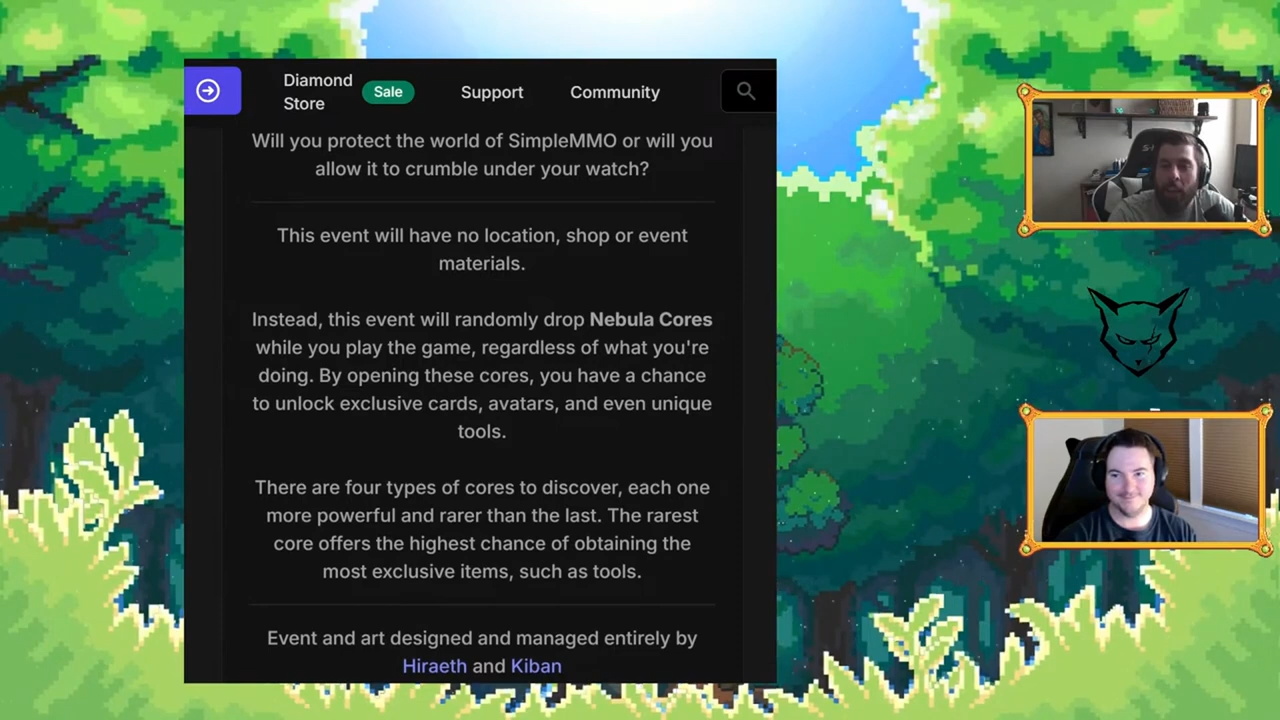 Diamond
Store
Sale
Support
Community
Will you protect the world of SimpleMMO or will you
allow it to crumble under your watch?
This event will have no location, shop or event
materials.
Instead, this event will randomly drop Nebula Cores
while you play the game, regardless of what you're
doing. By opening these cores, you have a chance
to unlock exclusive cards, avatars, and even unique
tools.
There are four types of cores to discover, each one
more powerful and rarer than the last. The rarest
core offers the highest chance of obtaining the
most exclusive items, such as tools.
Event and art designed and managed entirely by
Hiraeth and Kiban